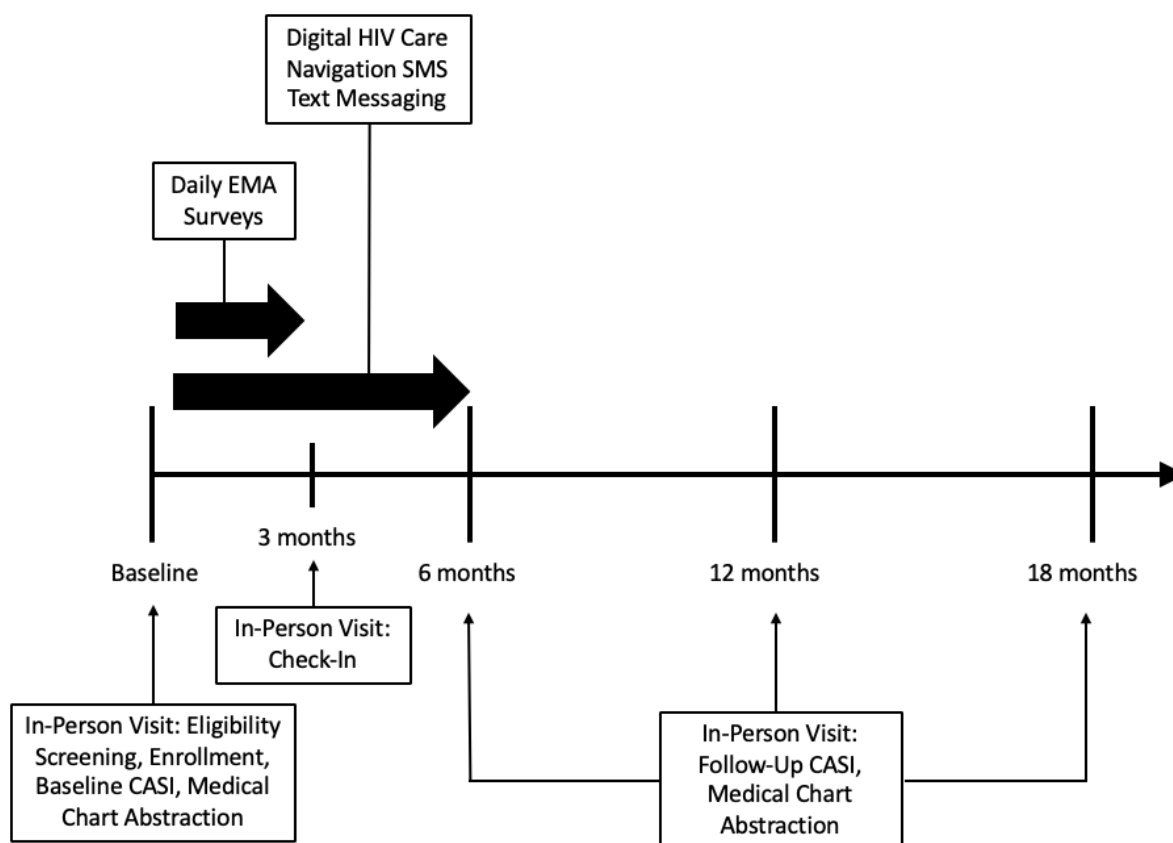 Digital HIV Care
Navigation SMS
Text Messaging
Daily EMA
Surveys
Baseline
3 months
6 months
12 months
18 months
In-Person Visit:
Check-In
In-Person Visit: Eligibility
Screening, Enrollment,
Baseline CASI, Medical
Chart Abstraction
In-Person Visit:
Follow-Up CASI,
Medical Chart
Abstraction